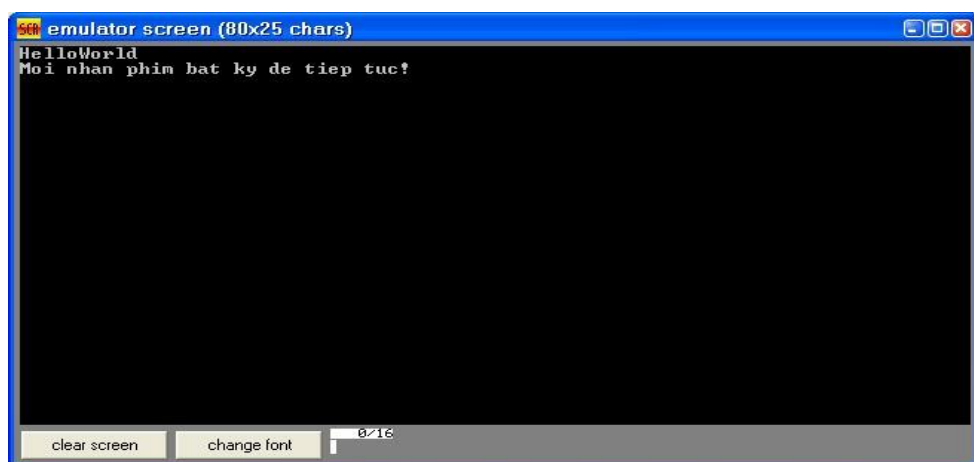 SCR emulator screen (80x25 chars)
HelloWorld
Moi nhan phim bat ky de tiep tuc!
clear screen
change font
0/16